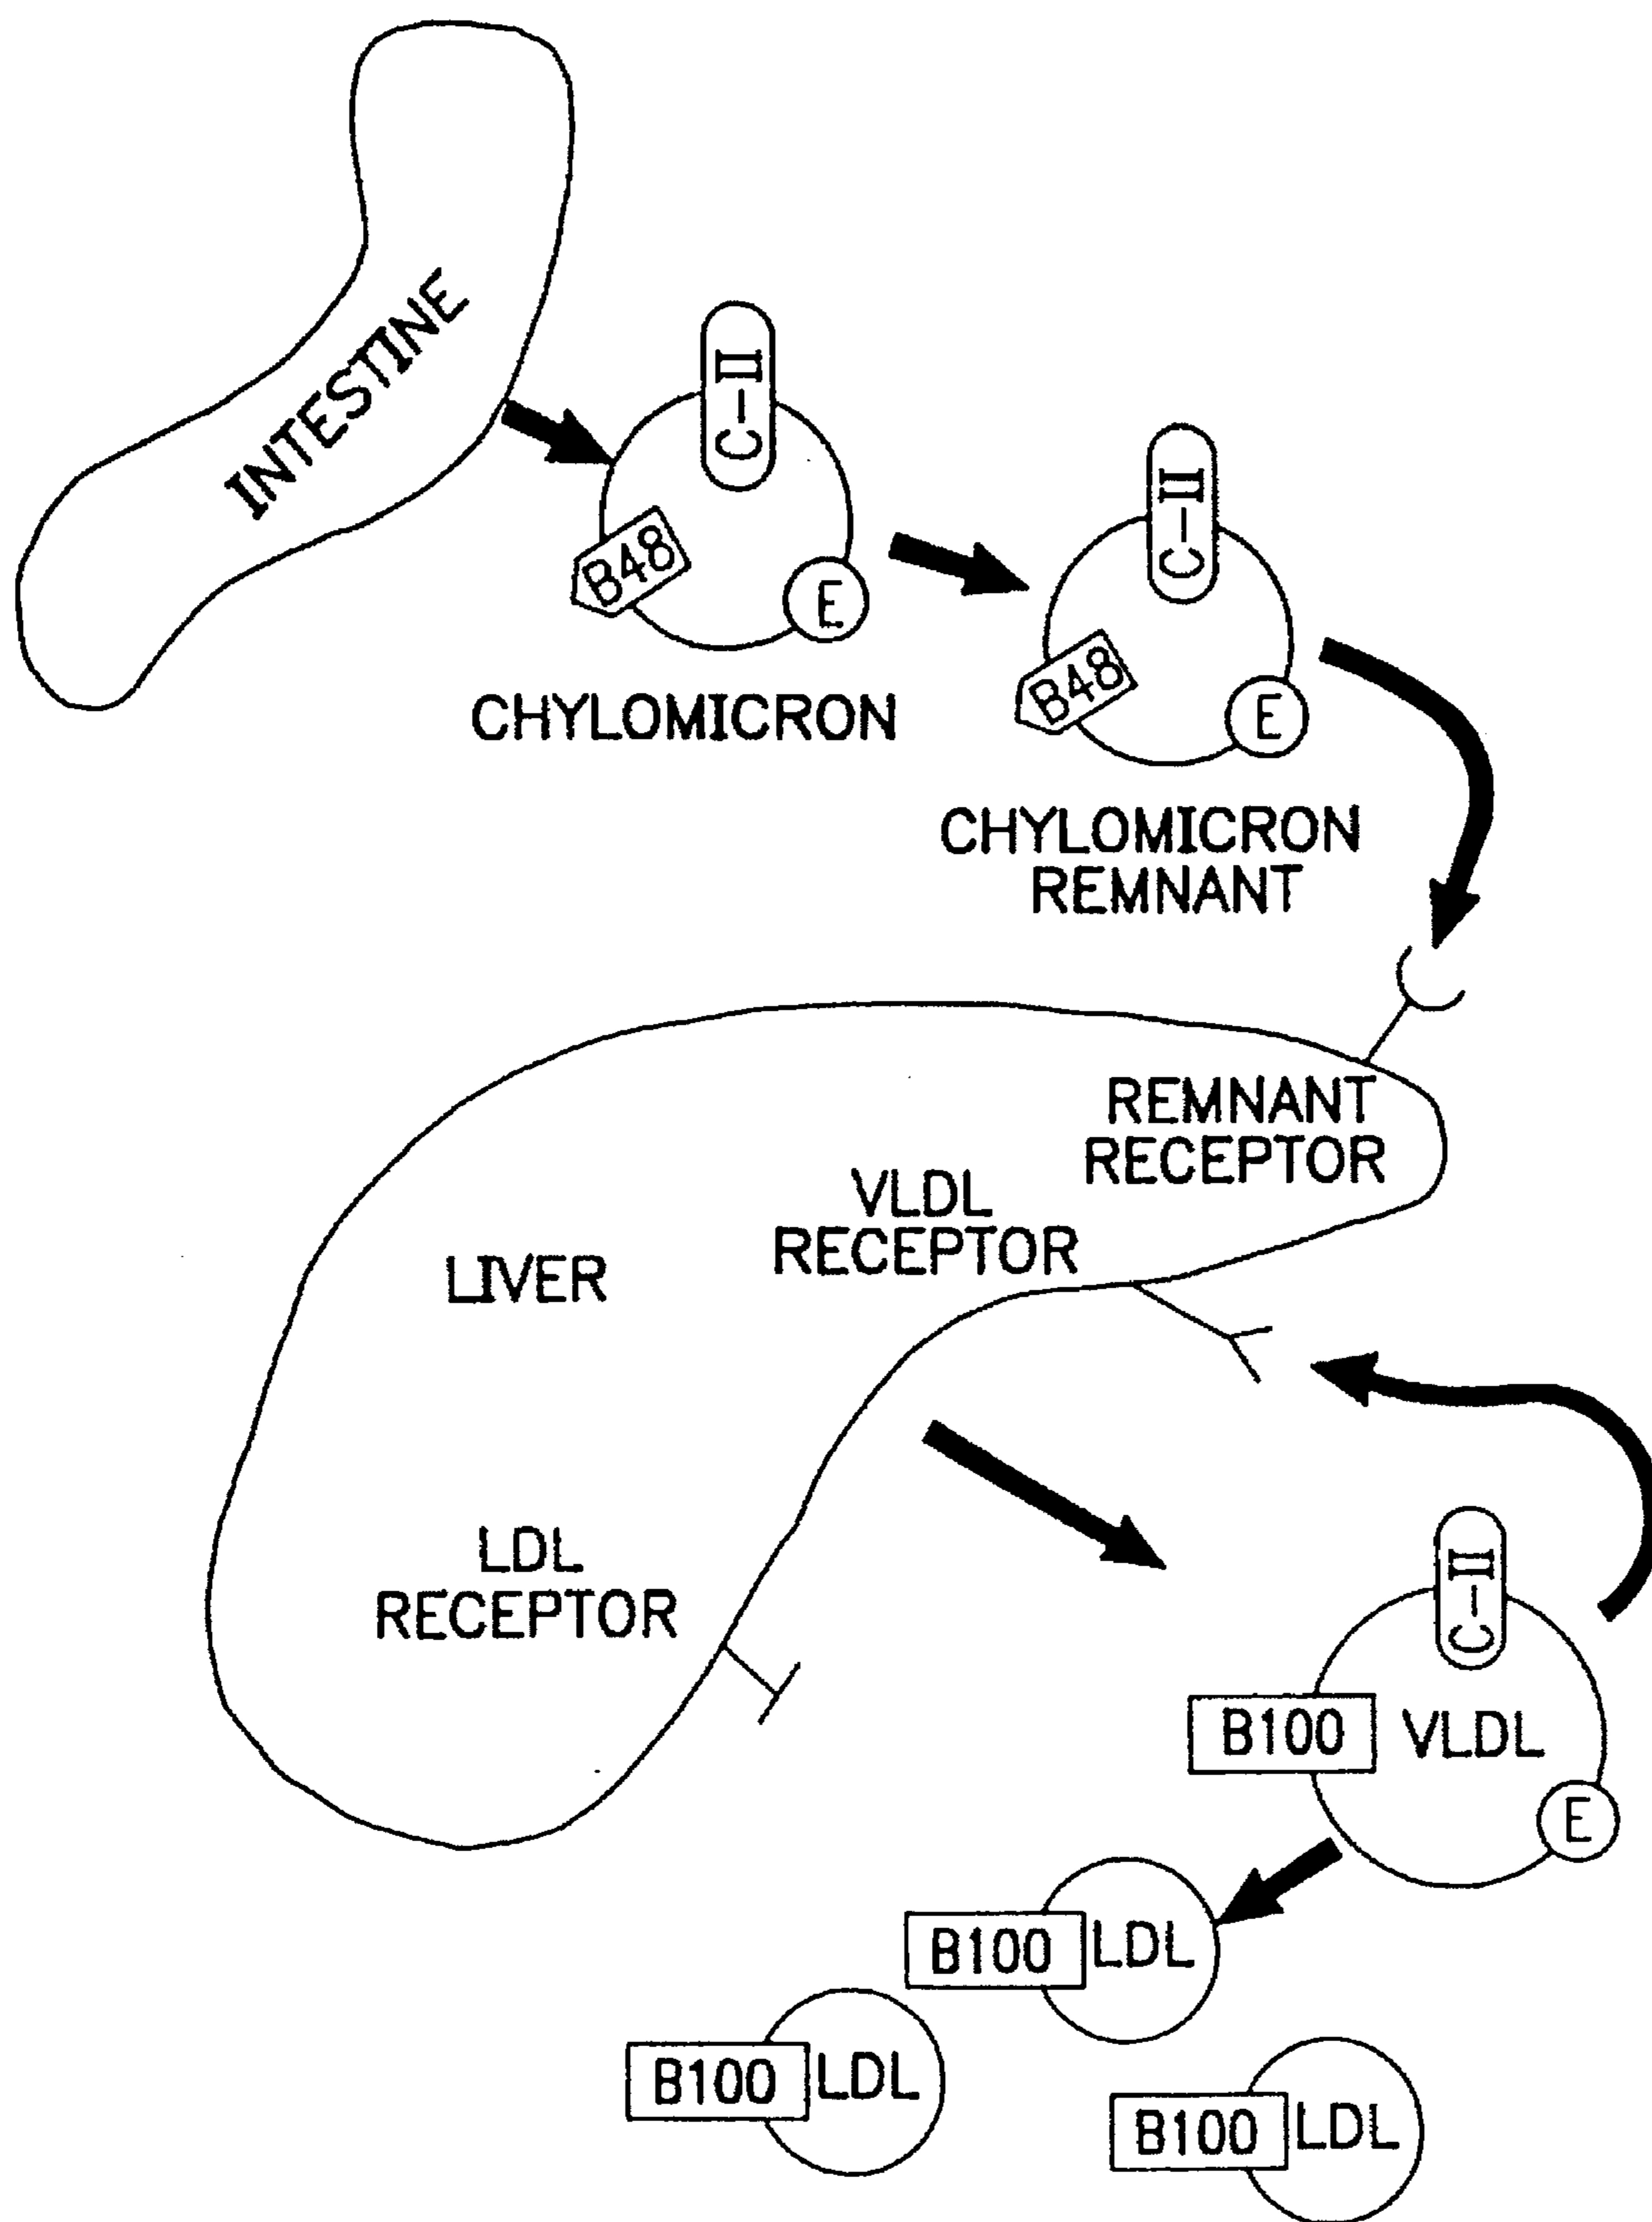 INTESTINE
C-II
B48
E
CHYLOMICRON
C-II
B48
E
CHYLOMICRON
REMNANT
REMNANT
RECEPTOR
VLDL
RECEPTOR
LIVER
LDL
RECEPTOR
C-II
B100
VLDL
E
B100
LDL
B100
LDL
B100
LDL